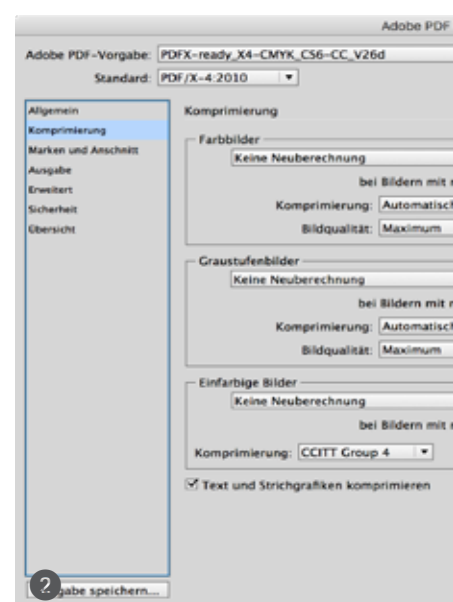 Adobe PDF
Adobe PDF-Vorgabe: PDFX-ready_X4-CMYK_CS6-CC_V26d
Standard: PDF/X-4:2010
Allgemein
Komprimierung
Marken und Anschnitt
Ausgabe
Erweitert
Sicherheit
Übersicht
Komprimierung
Farbbilder
Keine Neuberechnung
bei Bildern mit
Komprimierung: Automatisch
Bildqualität: Maximum
Graustufenbilder
Keine Neuberechnung
bei Bildern mit
Komprimierung: Automatisch
Bildqualität: Maximum
Einfarbige Bilder
Keine Neuberechnung
bei Bildern mit
Komprimierung: CCITT Group 4
Text und Strichgrafiken komprimieren
2
gabe speichern...